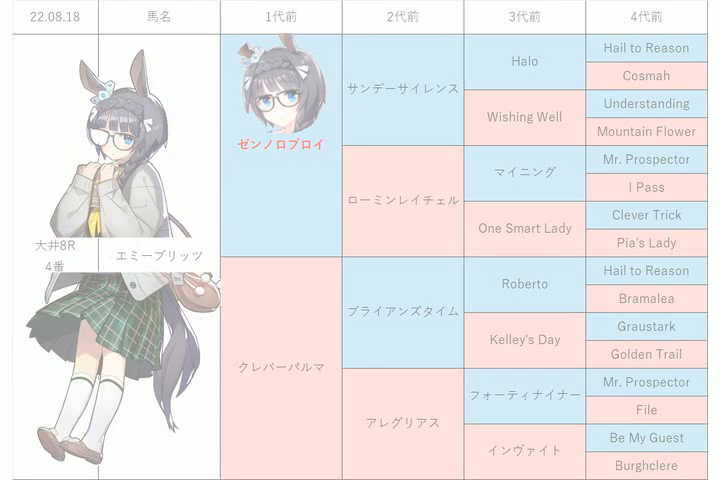 22.08.18 馬名 1代前 2代前 3代前 4代前
大井8R
4番
エミーブリッツ
ゼンノロブロイ
クレバーパルマ
サンデーサイレンス
ローミンレイチェル
ブライアンズタイム
アレグリアス
Halo
Wishing Well
マイニング
One Smart Lady
Roberto
Kelley's Day
フォーティナイナー
インヴァイト
Hail to Reason
Cosmah
Understanding
Mountain Flower
Mr. Prospector
I Pass
Clever Trick
Pia's Lady
Hail to Reason
Bramalea
Graustark
Golden Trail
Mr. Prospector
File
Be My Guest
Burghclere